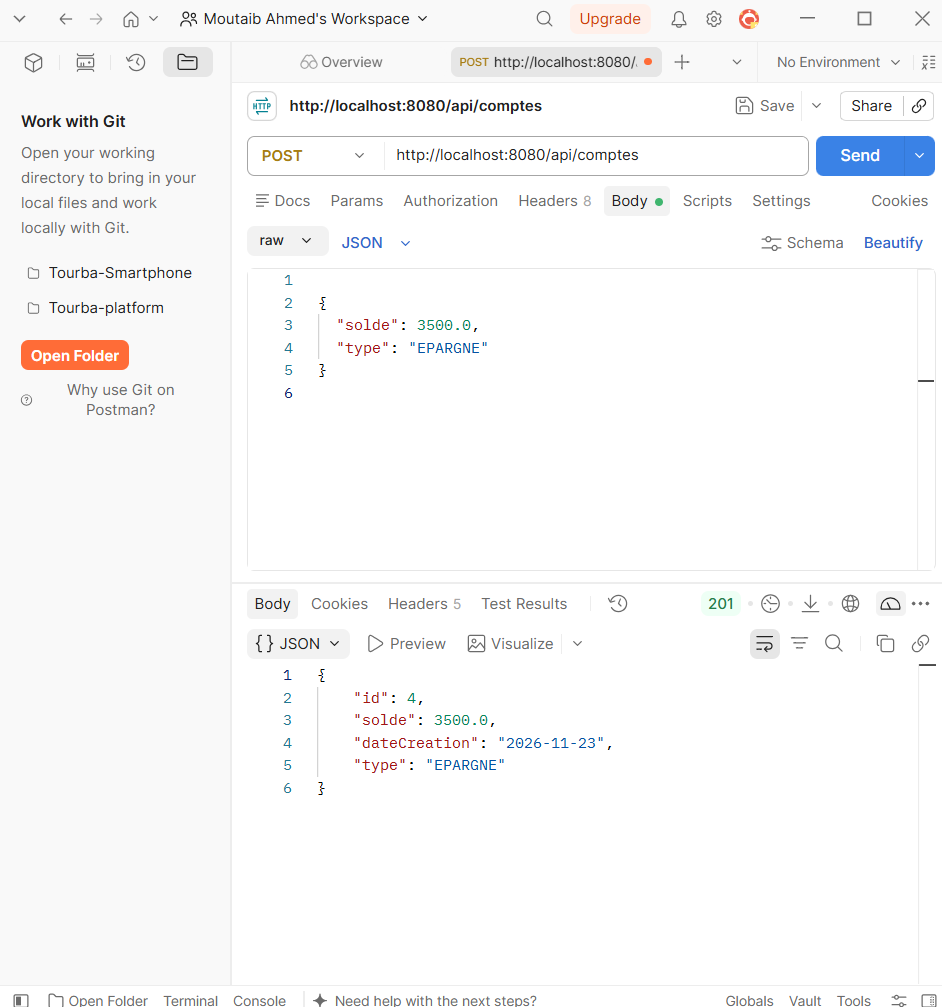 Moutaib Ahmed's Workspace
Upgrade
Overview
POST http://localhost:8080/
No Environment
Work with Git
Open your working
directory to bring in your
local files and work
locally with Git.
Tourba-Smartphone
Tourba-platform
Open Folder
Why use Git on
Postman?
HTTP http://localhost:8080/api/comptes
Save
Share
POST http://localhost:8080/api/comptes
Send
Docs Params Authorization Headers 8 Body Scripts Settings Cookies
raw JSON Schema Beautify
1
2 {
3 "solde": 3500.0,
4 "type": "EPARGNE"
5 }
6
Body Cookies Headers 5 Test Results 201
{ } JSON Preview Visualize
1 {
2 "id": 4,
3 "solde": 3500.0,
4 "dateCreation": "2026-11-23",
5 "type": "EPARGNE"
6 }
Open Folder Terminal Console Need help with the next steps? Globals Vault Tools